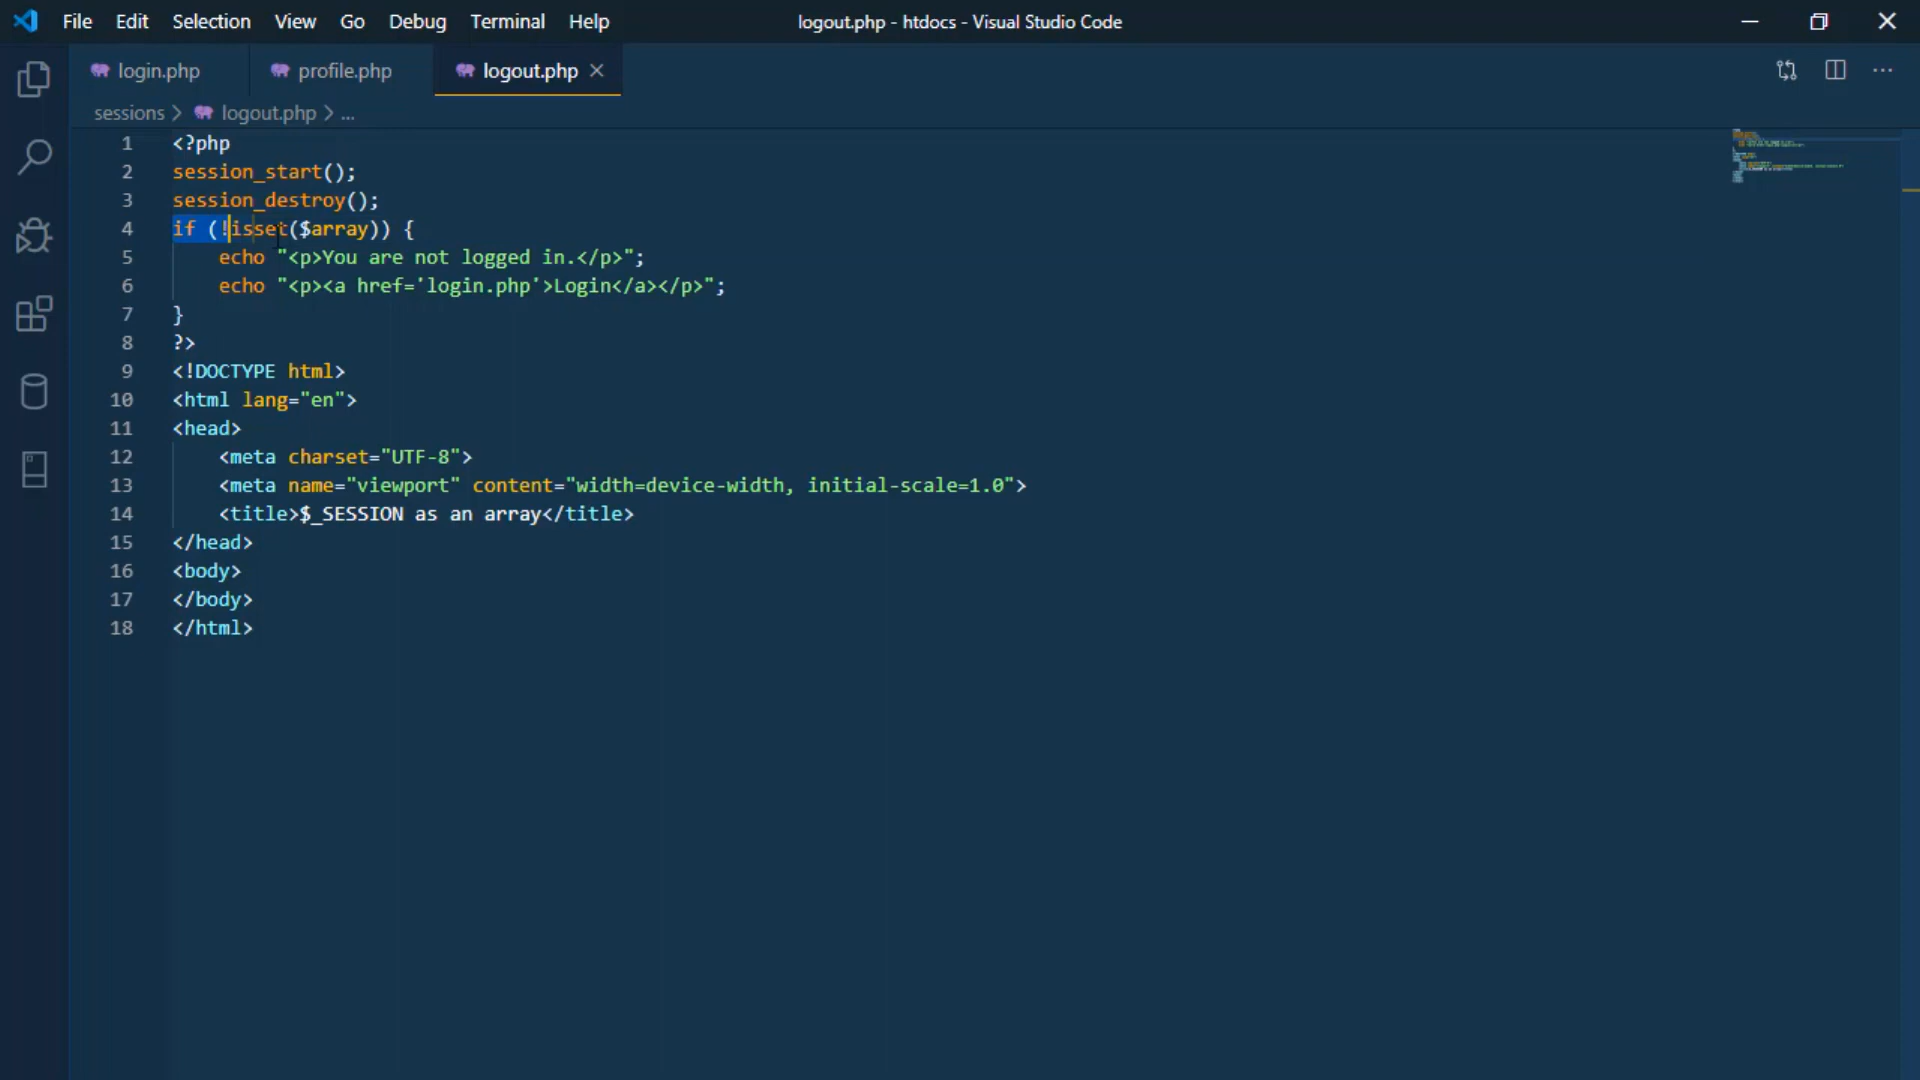 File Edit Selection View Go Debug Terminal Help logout.php - htdocs - Visual Studio Code
login.php profile.php logout.php
sessions > logout.php > ...
1 <?php
2 session_start();
3 session_destroy();
4 if (!isset($array)) {
5 echo "<p>You are not logged in.</p>";
6 echo "<p><a href='login.php'>Login</a></p>";
7 }
8 ?>
9 <!DOCTYPE html>
10 <html lang="en">
11 <head>
12 <meta charset="UTF-8">
13 <meta name="viewport" content="width=device-width, initial-scale=1.0">
14 <title>$_SESSION as an array</title>
15 </head>
16 <body>
17 </body>
18 </html>